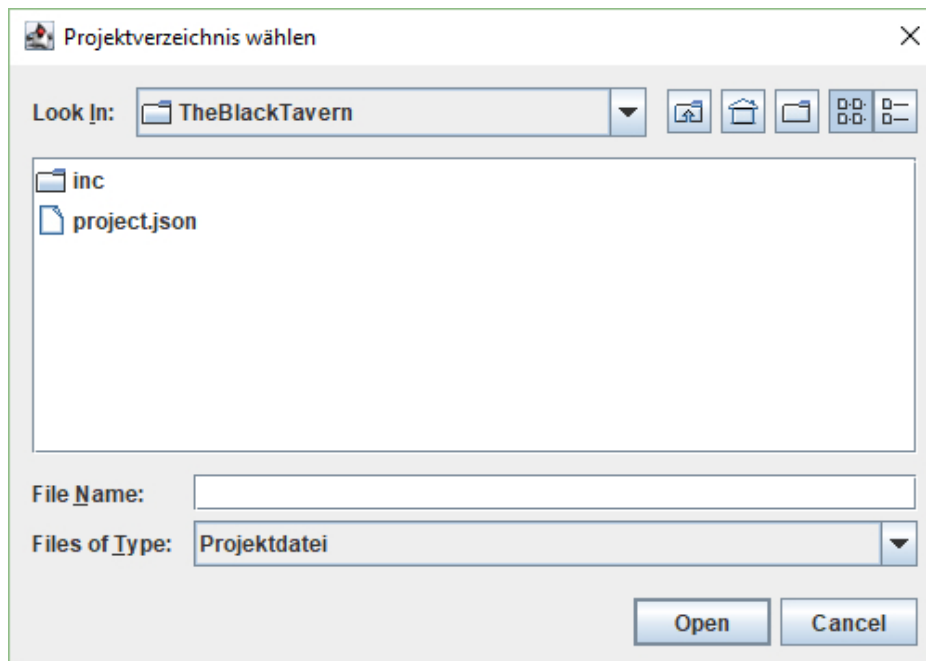 Projektverzeichnis wählen
Look In: TheBlackTavern
inc
project.json
File Name:
Files of Type: Projektdatei
Open Cancel